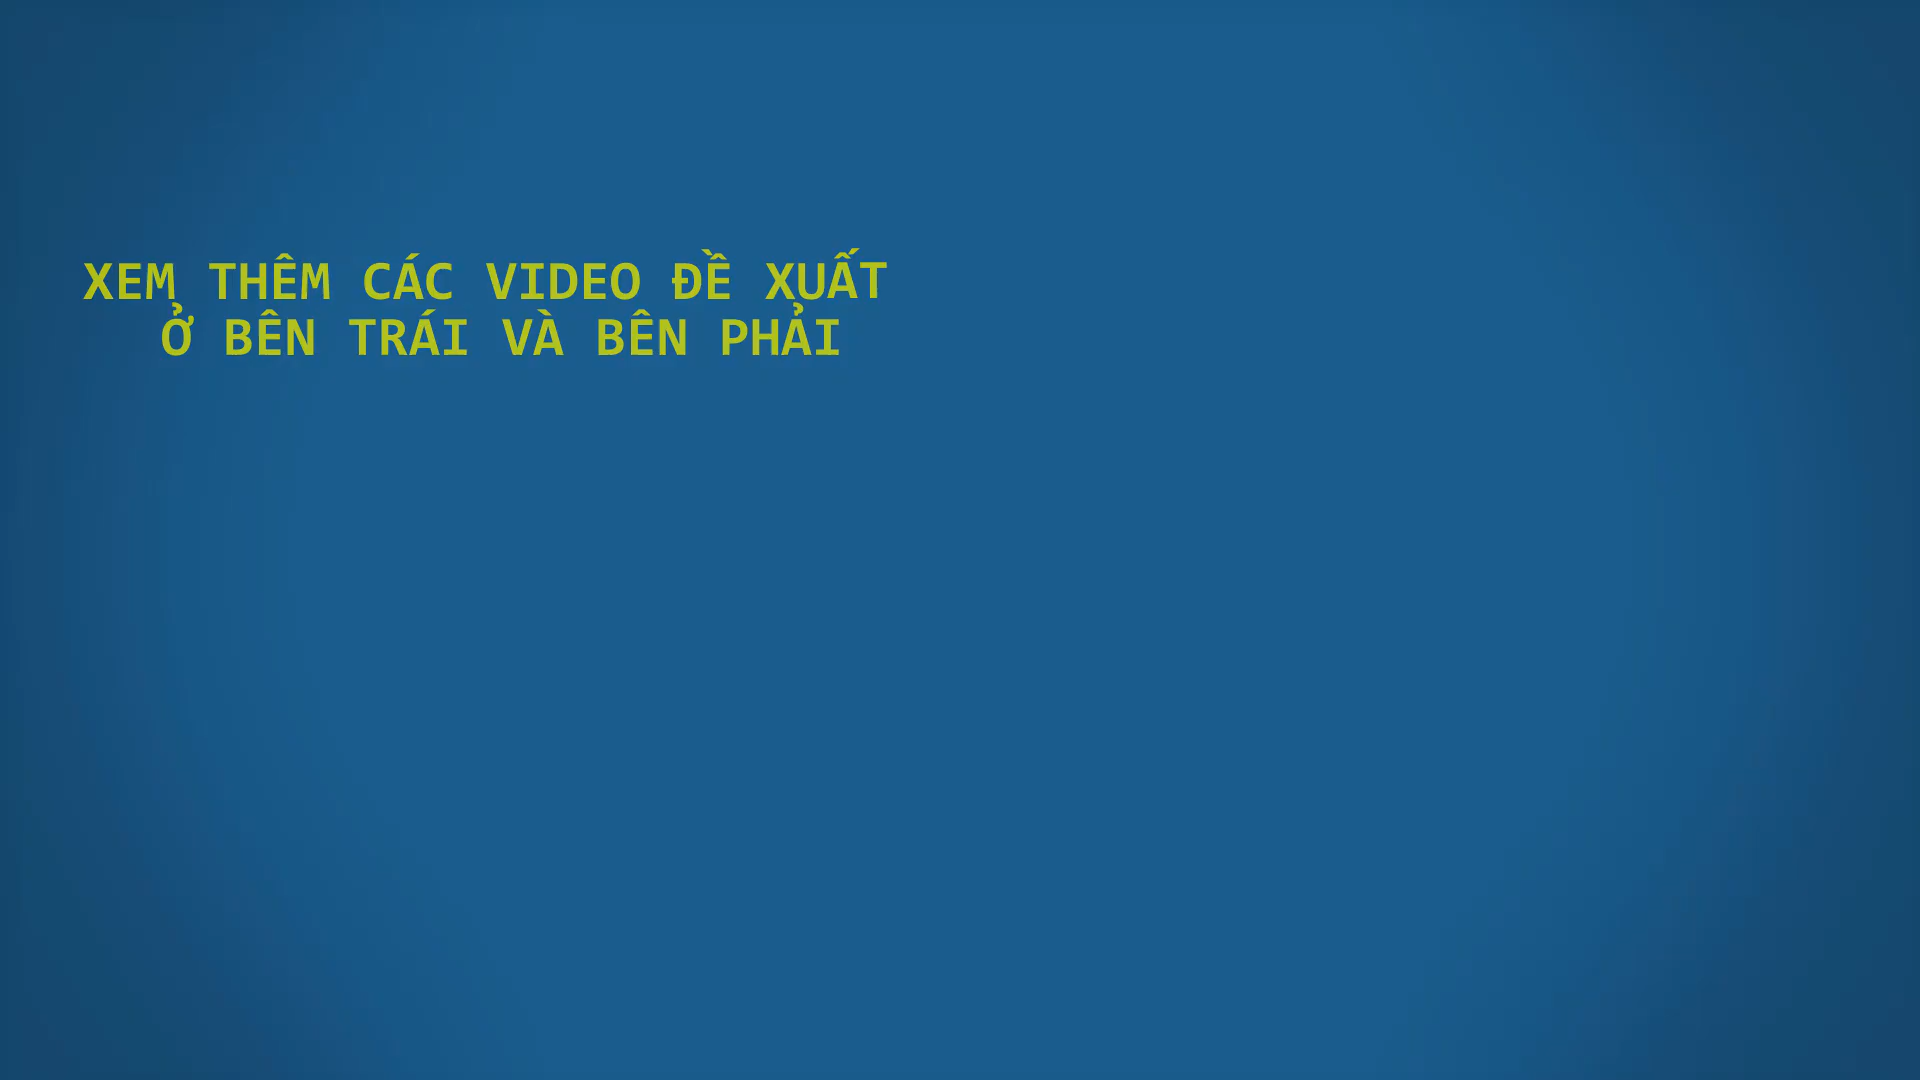 XEM THÊM CÁC VIDEO ĐỀ XUẤT
Ở BÊN TRÁI VÀ BÊN PHẢI